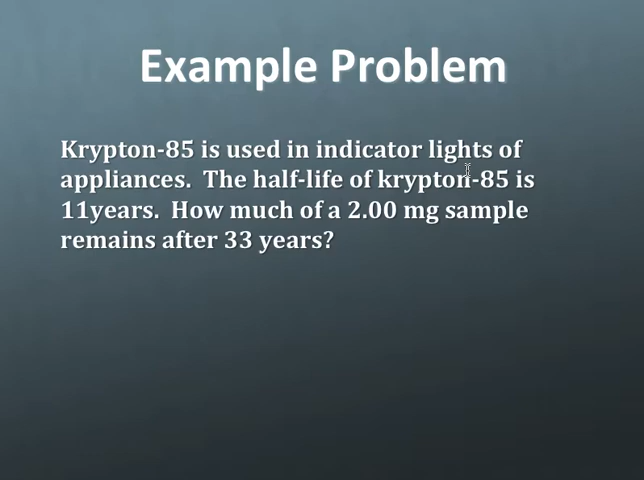 Example Problem
Krypton-85 is used in indicator lights of
appliances.  The half-life of krypton-85 is
11years.  How much of a 2.00 mg sample
remains after 33 years?